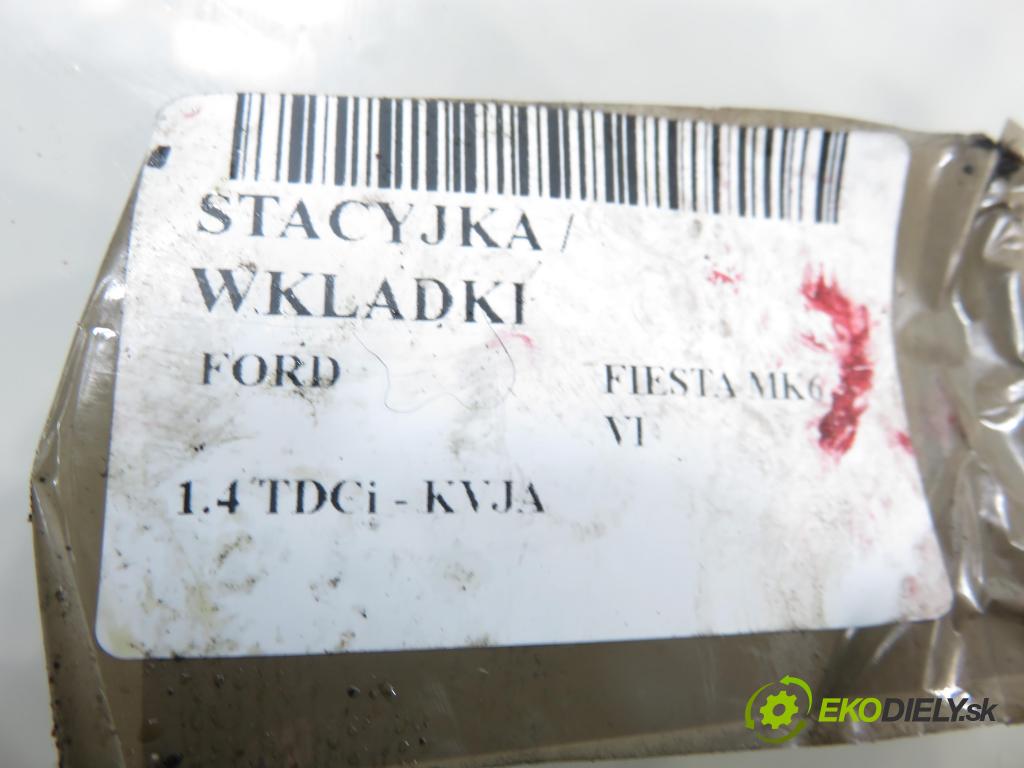 STACYJKA /
WKLADKI
FORD
FIESTA MK6
VI
1.4 TDCi - KVJA
EKODIELY.sk